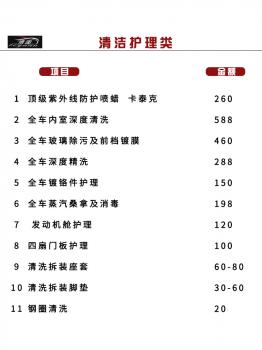 清洁护理类
项目 金额
1 顶级紫外线防护喷蜡 卡泰克 260
2 全车内室深度清洗 588
3 全车玻璃除污及前档镀膜 460
4 全车深度精洗 288
5 全车镀铬件护理 150
6 全车蒸汽桑拿及消毒 198
7 发动机舱护理 120
8 四扇门板护理 100
9 清洗拆装座套 60-80
10 清洗拆装脚垫 30-60
11 钢圈清洗 20